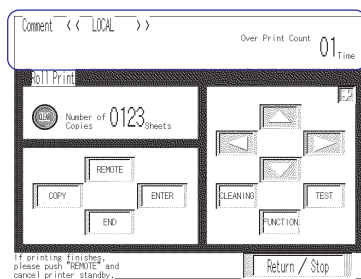 Comment << LOCAL >>
Over Print Count 01 Time
Roll Print
Number of Copies 0123 Sheets
REMOTE
COPY
ENTER
END
CLEANING
TEST
FUNCTION
If printing finishes,
please push "REMOTE" and
cancel printer standby.
Return / Stop